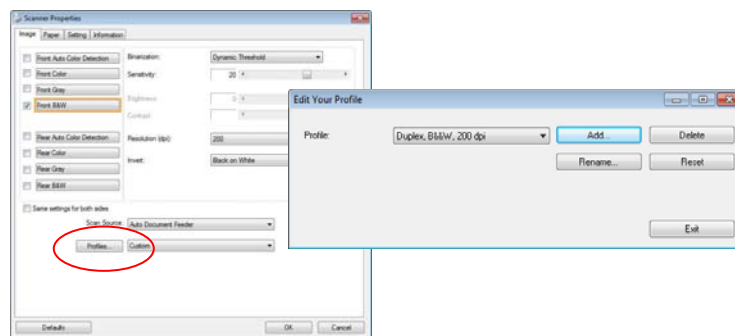 Scanner Properties
Image Paper Setting Information
Front Auto Color Detection
Front Color
Front Gray
Front B&W
Rear Auto Color Detection
Rear Color
Rear Gray
Rear B&W
Binarization: Dynamic Threshold
Sensitivity: 20
Brightness: 0
Contrast:
Resolution (dpi): 200
Invert: Black on White
Same settings for both sides
Scan Source: Auto Document Feeder
Profiles... Custom
Defaults OK Cancel
Edit Your Profile
Profile: Duplex, B&W, 200 dpi Add... Delete
Rename... Reset
Exit